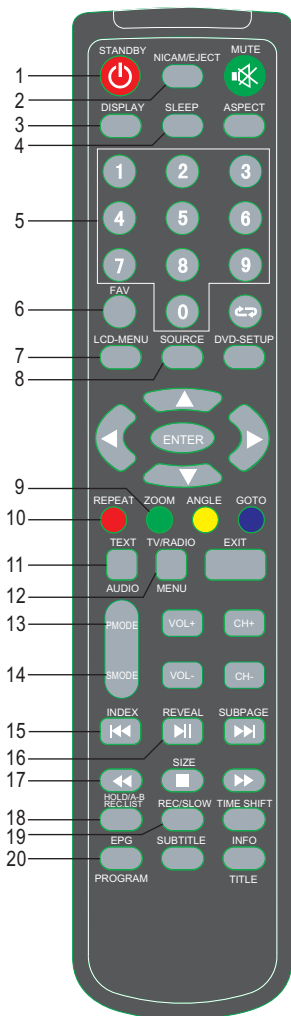 STANDBY
NICAM/EJECT
MUTE
1
2
DISPLAY
SLEEP
ASPECT
3
4
1 2 3
5
4 5 6
7 8 9
FAV
6
0
LCD-MENU
SOURCE
DVD-SETUP
7
8
ENTER
9
REPEAT
ZOOM
ANGLE
GOTO
10
TEXT
TV/RADIO
EXIT
11
AUDIO
MENU
12
13
PMODE
VOL+
CH+
14
SMODE
VOL-
CH-
INDEX
REVEAL
SUBPAGE
15
16
SIZE
17
HOLD/A-B
REC.LIST
REC/SLOW
TIME SHIFT
18
19
EPG
SUBTITLE
INFO
20
PROGRAM
TITLE